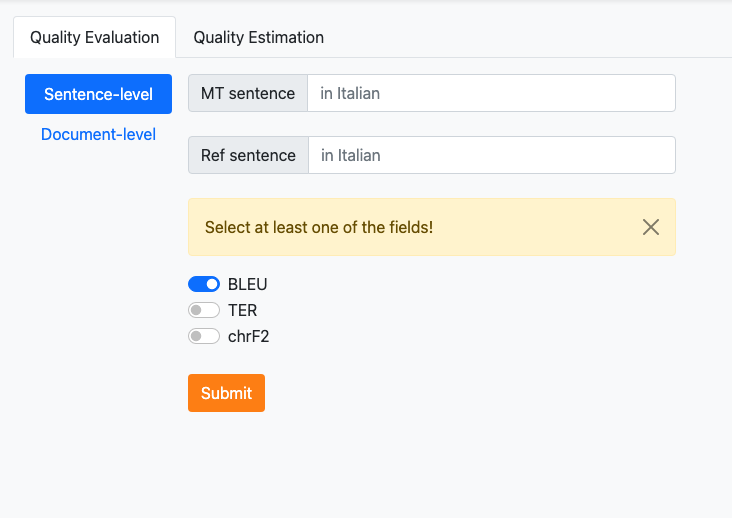 Quality Evaluation Quality Estimation
Sentence-level
Document-level
MT sentence in Italian
Ref sentence in Italian
Select at least one of the fields!
BLEU
TER
chrF2
Submit